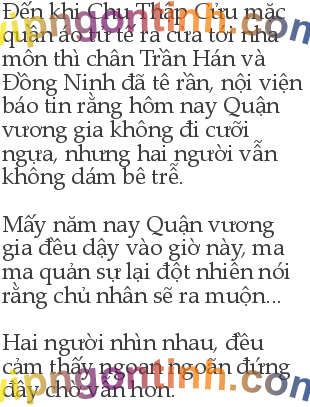 Đến khi Chu Thập Cửu mặc
quần áo tử tế ra cửa tới nha
môn thì chân Trần Hán và
Đồng Ninh đã tê rần, nội viện
báo tin rằng hôm nay Quận
vương gia không đi cưỡi
ngựa, nhưng hai người vẫn
không dám bê trễ.
Mấy năm nay Quận vương
gia đều dậy vào giờ này, ma
ma quản sự lại đột nhiên nói
rằng chủ nhân sẽ ra muộn...
Hai người nhìn nhau, đều
cảm thấy ngoan ngoãn đứng
đây chờ vẫn hơn.
vipngontinh.com
vipngontinh.com